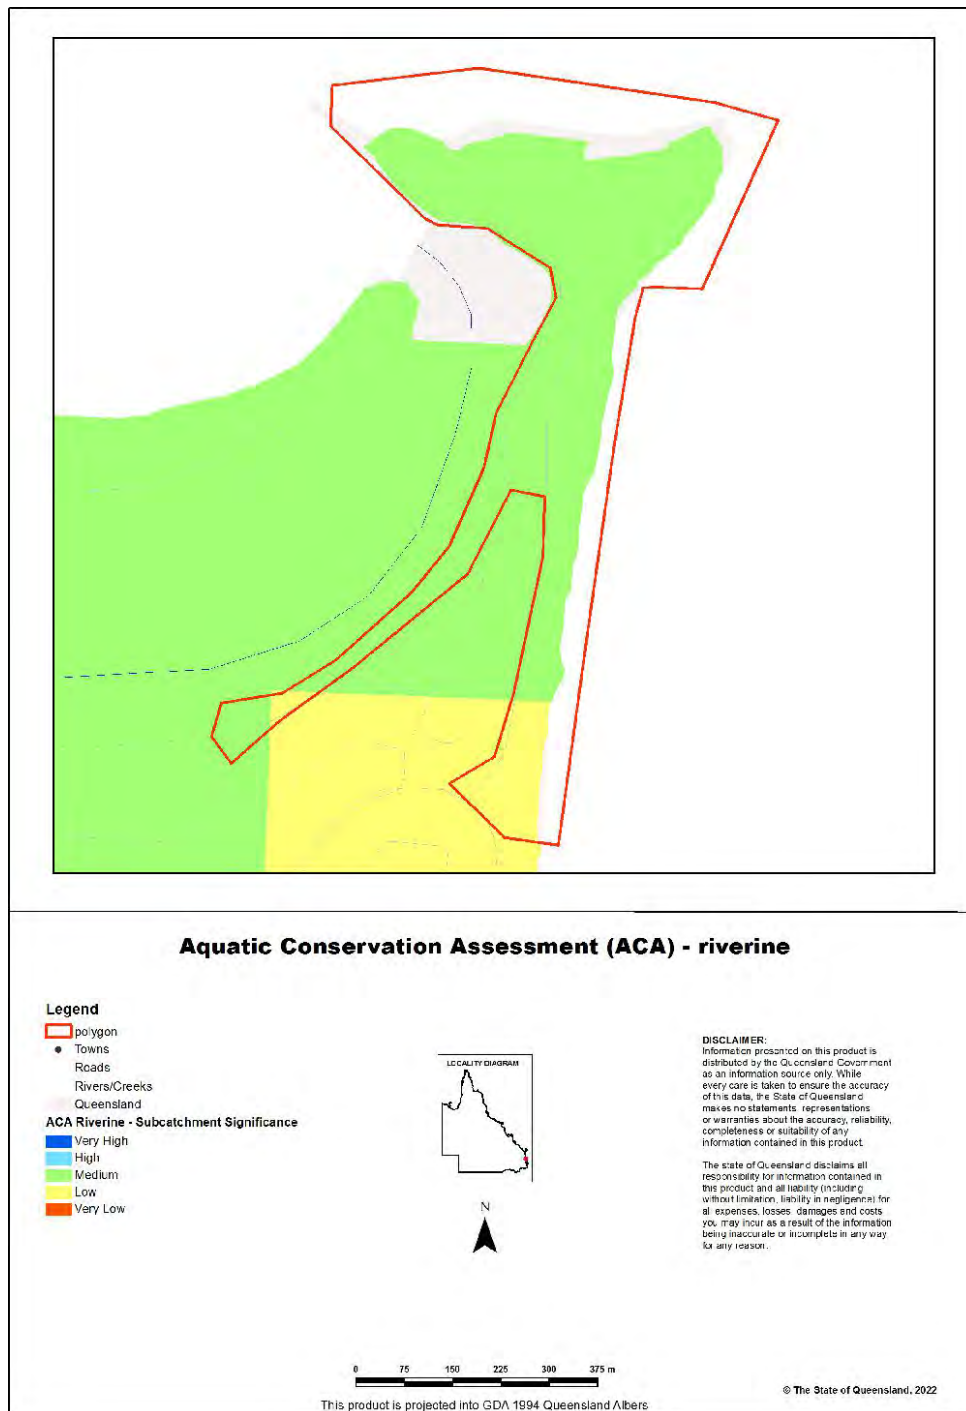 Aquatic Conservation Assessment (ACA) - riverine
Legend
polygon
Towns
Roads
Rivers/Creeks
Queensland
ACA Riverine - Subcatchment Significance
Very High
High
Medium
Low
Very Low
LOCALITY DIAGRAM
N
DISCLAIMER:
Information presented on this product is
distributed by the Queensland Government
as an information source only. While
every care is taken to ensure the accuracy
of this data, the State of Queensland
makes no statements, representations
or warranties about the accuracy, reliability,
completeness or suitability of any
information contained in this product.
The state of Queensland disclaims all
responsibility for information contained in
this product and all liability (including
without limitation, liability in negligence) for
all expenses, losses, damages and costs
you may incur as a result of the information
being inaccurate or incomplete in any way
for any reason.
0 75 150 225 300 375 m
This product is projected into GDA 1994 Queensland Albers
© The State of Queensland, 2022